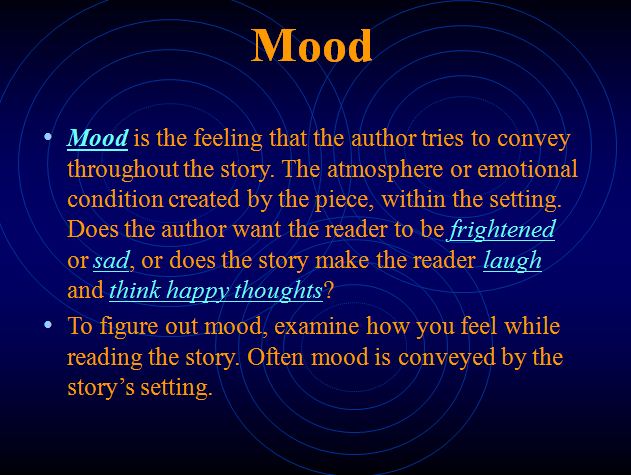 Mood
• Mood is the feeling that the author tries to convey
throughout the story. The atmosphere or emotional
condition created by the piece, within the setting.
Does the author want the reader to be frightened
or sad, or does the story make the reader laugh
and think happy thoughts?
• To figure out mood, examine how you feel while
reading the story. Often mood is conveyed by the
story’s setting.